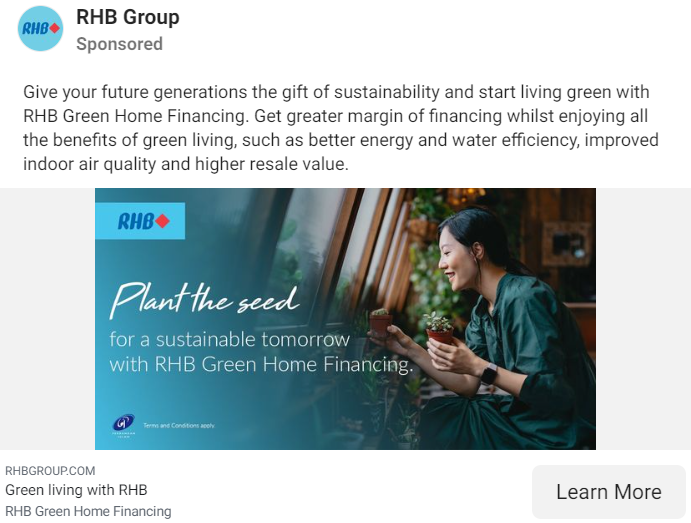 RHB
RHB Group
Sponsored
Give your future generations the gift of sustainability and start living green with
RHB Green Home Financing. Get greater margin of financing whilst enjoying all
the benefits of green living, such as better energy and water efficiency, improved
indoor air quality and higher resale value.
RHB
Plant the seed
for a sustainable tomorrow
with RHB Green Home Financing.
Terms and Conditions apply.
RHBGROUP.COM
Green living with RHB
RHB Green Home Financing
Learn More